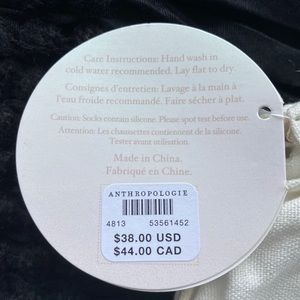 Care Instructions: Hand wash in
cold water recommended. Lay flat to dry.
Consignes d'entretien: Lavage à la main à
l'eau froide recommandé. Faire sécher à plat.
Caution: Socks contain silicone. Please spot test before use.
Attention: Les chaussettes contiennent de la silicone.
Tester avant utilisation.
Made in China.
Fabriqué en Chine.
ANTHROPOLOGIE
4813 53561452
$38.00 USD
$44.00 CAD